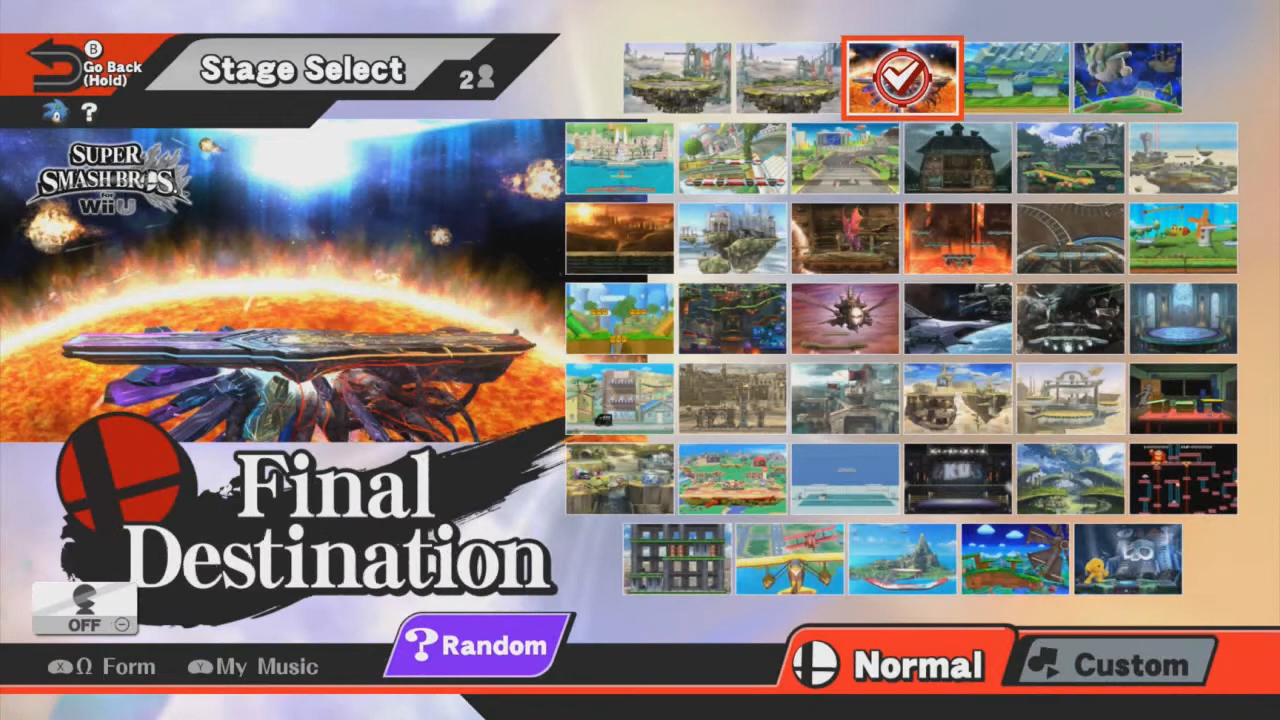 B
Go Back
(Hold)
Stage Select
2
?
SUPER
SMASH BROS.
for
Wii U
Final
Destination
OFF
X Ω Form
Y My Music
? Random
Normal
Custom